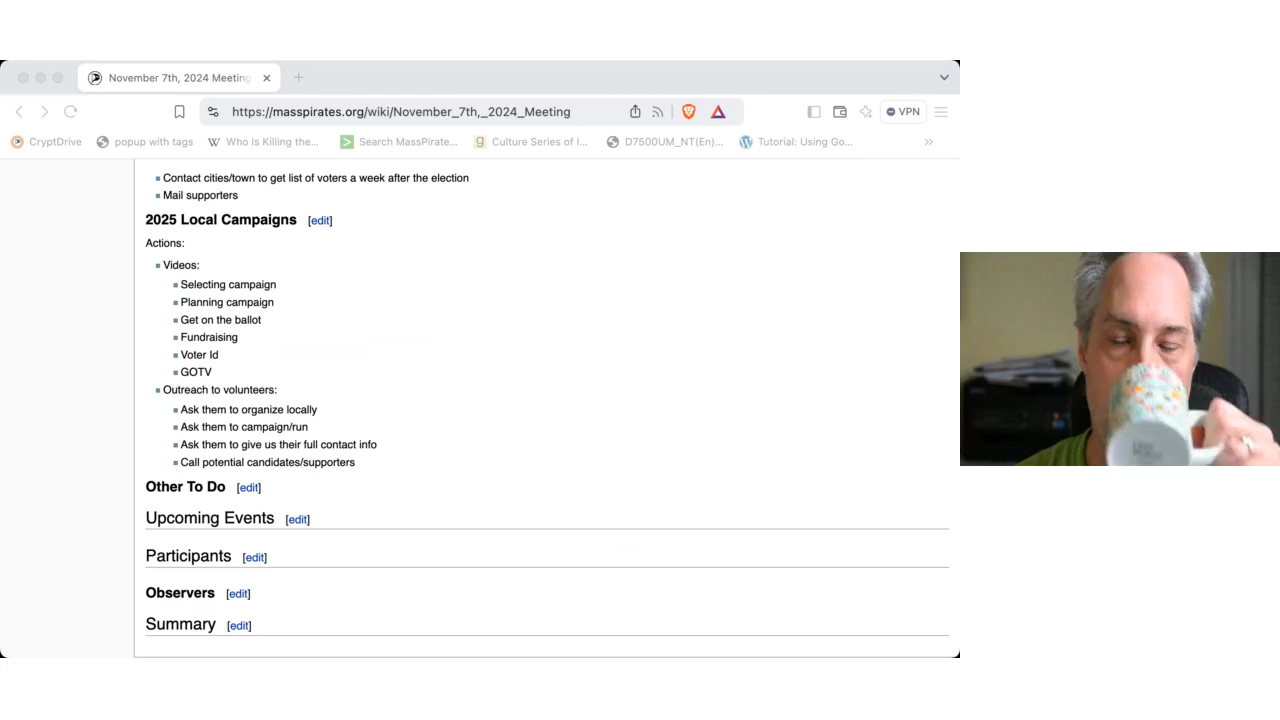 November 7th, 2024 Meeting
https://masspirates.org/wiki/November_7th,_2024_Meeting
VPN
CryptDrive
popup with tags
Who Is Killing the...
Search MassPirate...
Culture Series of I...
D7500UM_NT(En)...
Tutorial: Using Go...
Contact cities/town to get list of voters a week after the election
Mail supporters
2025 Local Campaigns [edit]
Actions:
Videos:
Selecting campaign
Planning campaign
Get on the ballot
Fundraising
Voter Id
GOTV
Outreach to volunteers:
Ask them to organize locally
Ask them to campaign/run
Ask them to give us their full contact info
Call potential candidates/supporters
Other To Do [edit]
Upcoming Events [edit]
Participants [edit]
Observers [edit]
Summary [edit]